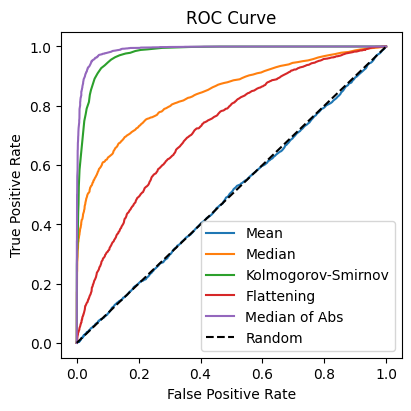 ROC Curve
True Positive Rate
1.0
0.8
0.6
0.4
0.2
0.0
Mean
Median
Kolmogorov-Smirnov
Flattening
Median of Abs
Random
0.0 0.2 0.4 0.6 0.8 1.0
False Positive Rate